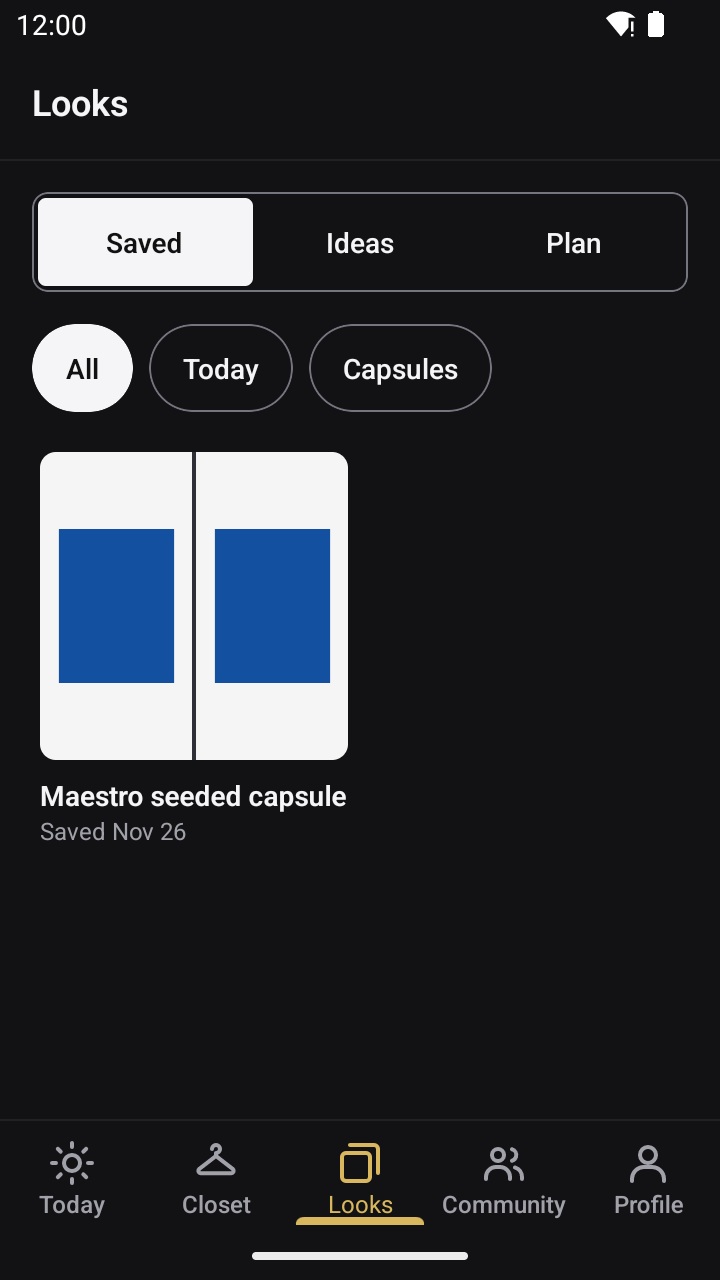 12:00
Looks
Saved Ideas Plan
All Today Capsules
Maestro seeded capsule
Saved Nov 26
Today Closet Looks Community Profile